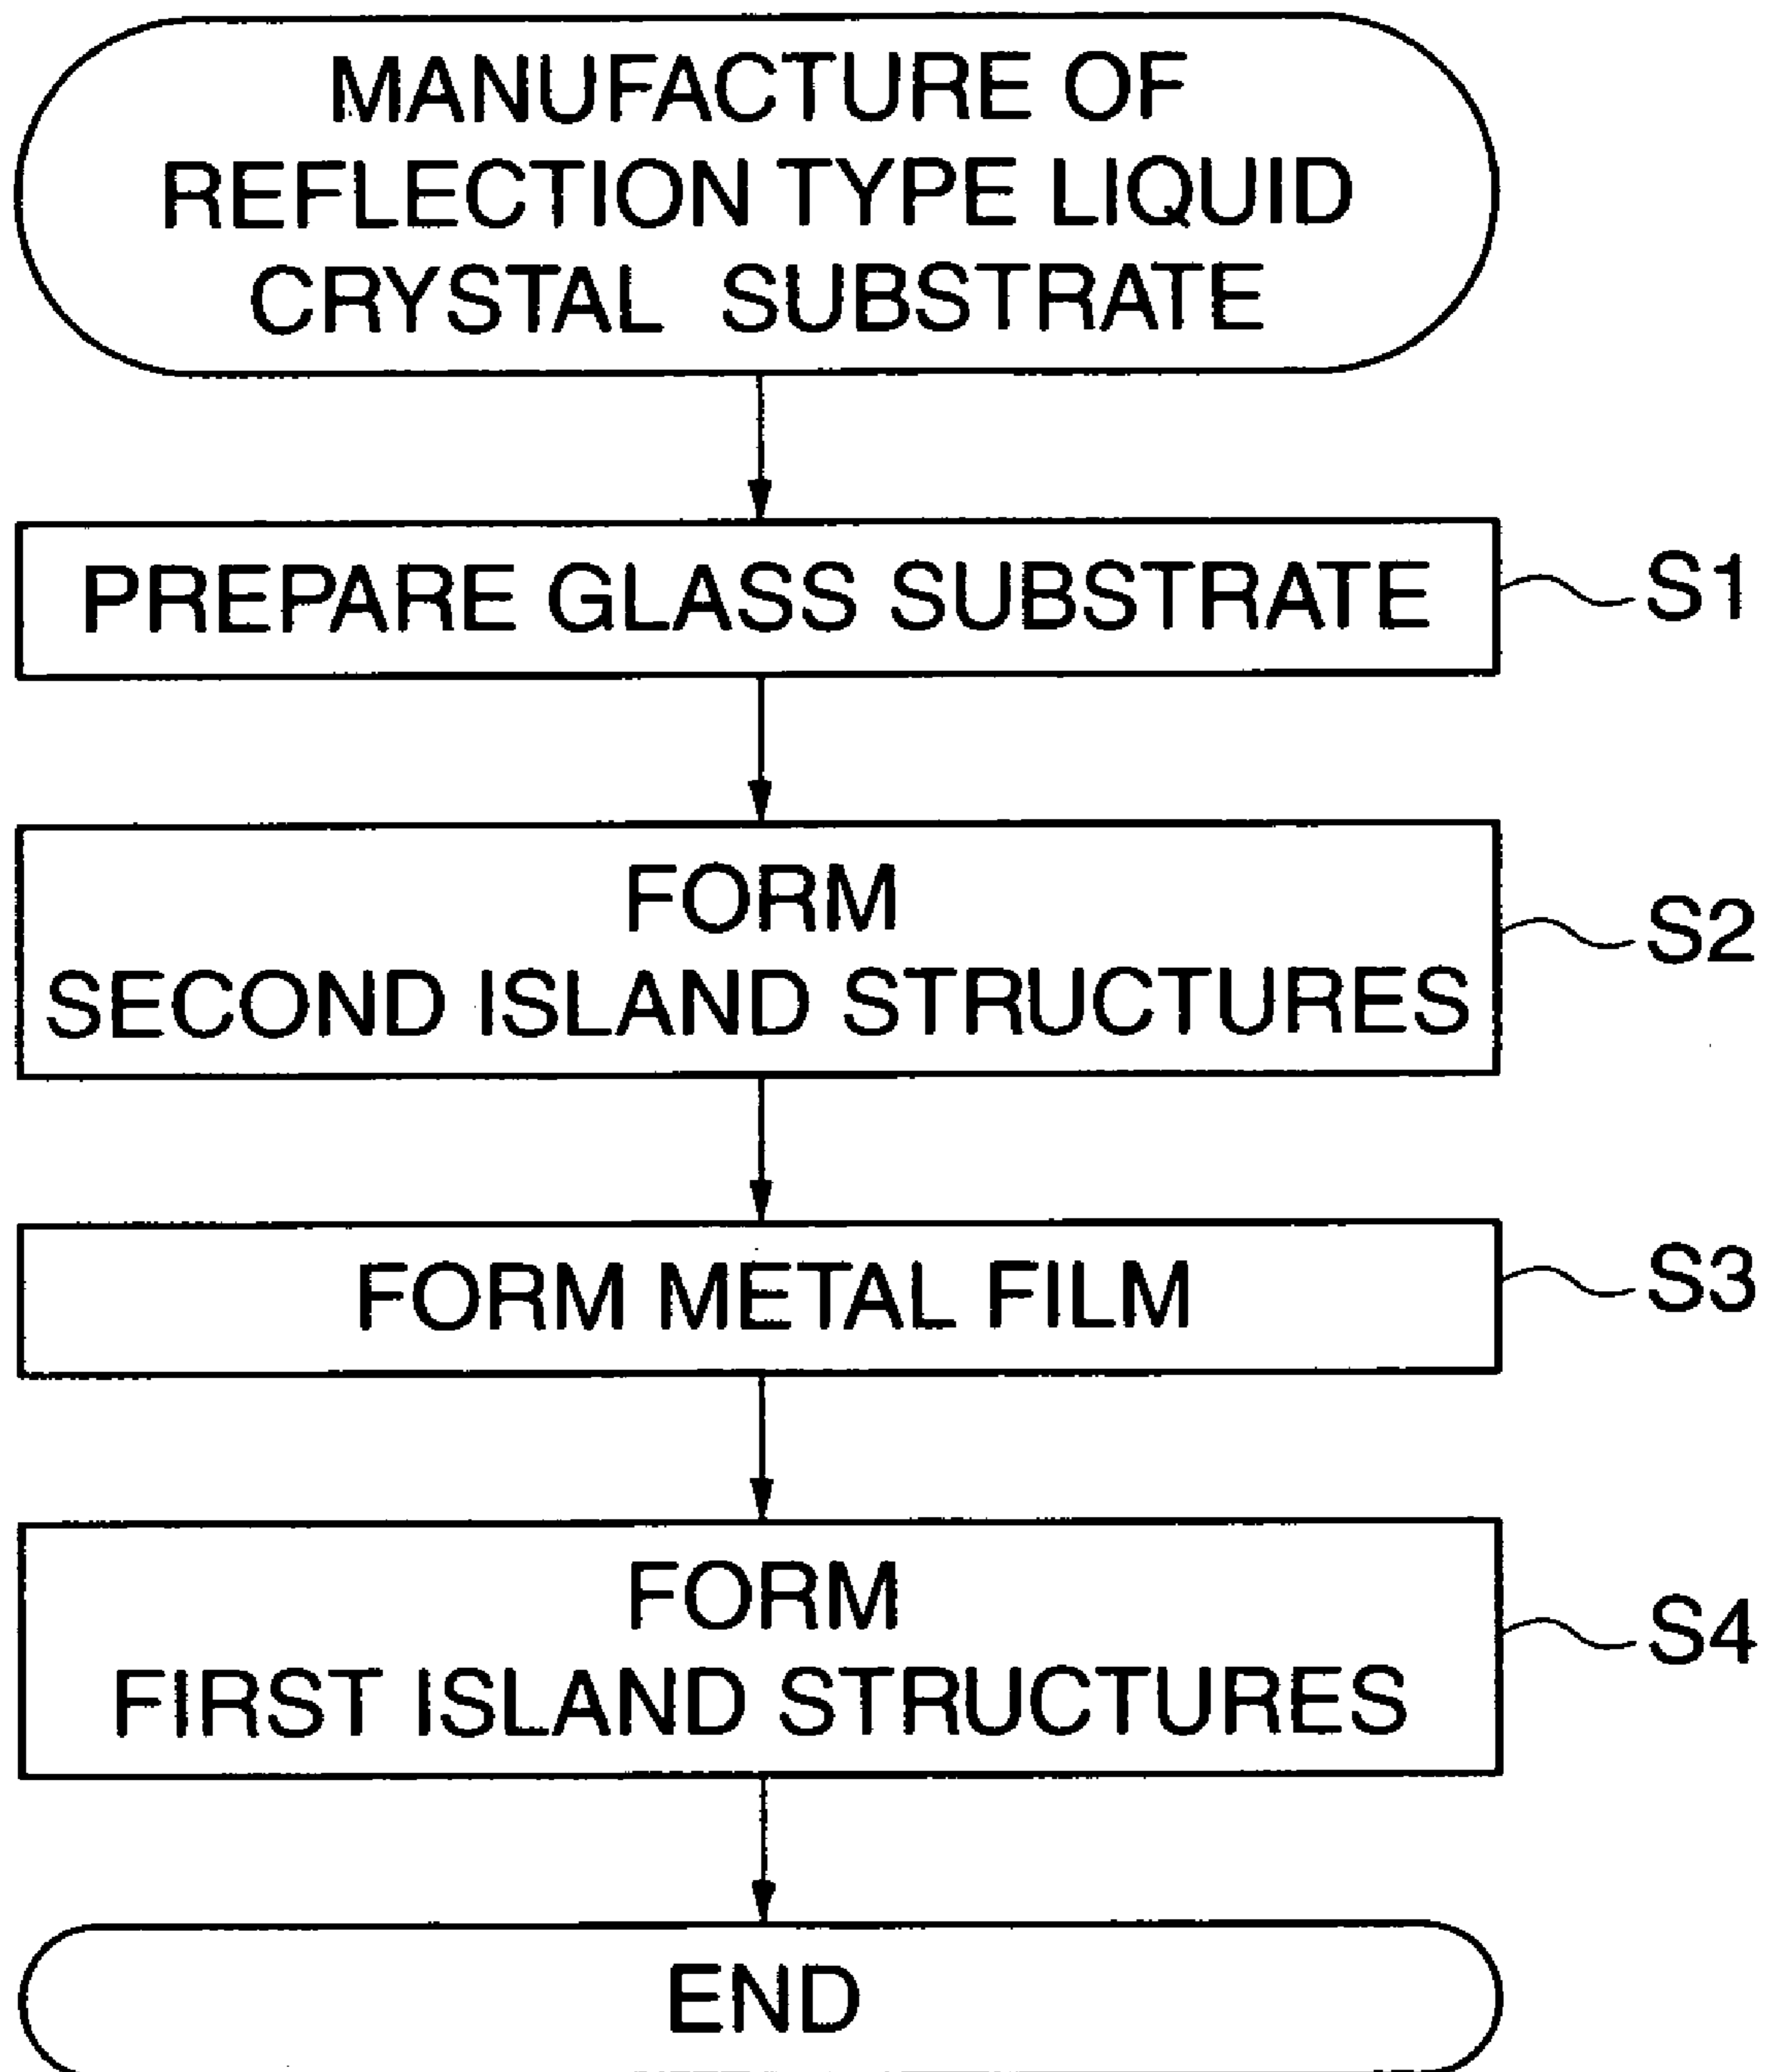 MANUFACTURE OF
REFLECTION TYPE LIQUID
CRYSTAL SUBSTRATE
PREPARE GLASS SUBSTRATE
S1
FORM
SECOND ISLAND STRUCTURES
S2
FORM METAL FILM
S3
FORM
FIRST ISLAND STRUCTURES
S4
END